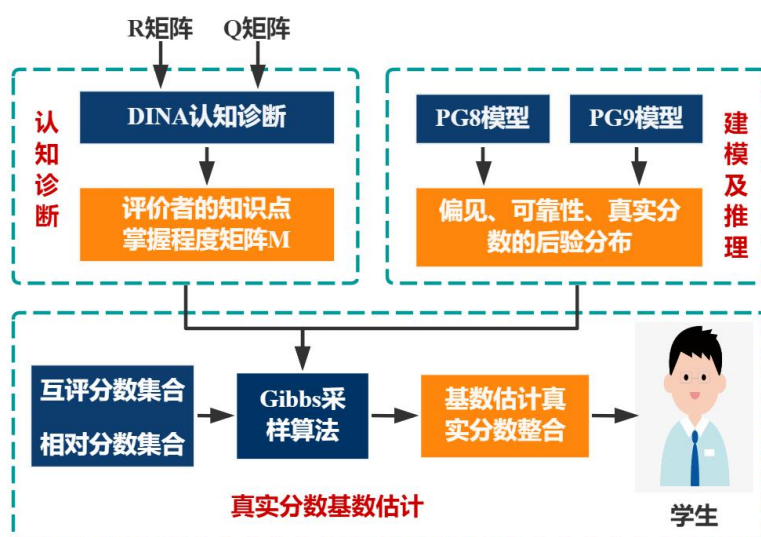 R矩阵
Q矩阵
认知诊断
DINA认知诊断
评价者的知识点
掌握程度矩阵M
PG8模型
PG9模型
偏见、可靠性、真实分
数的后验分布
建模及推理
互评分数集合
相对分数集合
Gibbs采
样算法
基数估计真
实分数整合
学生
真实分数基数估计